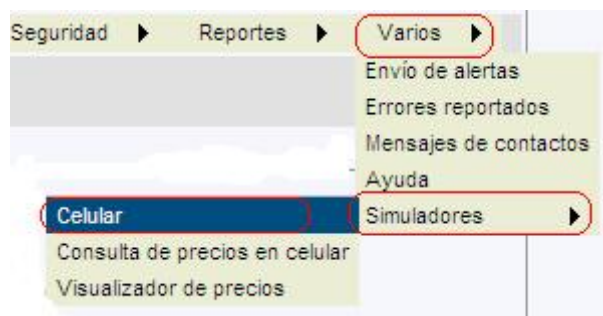 Seguridad Reportes Varios
Envío de alertas
Errores reportados
Mensajes de contactos
Ayuda
Simuladores
Celular
Consulta de precios en celular
Visualizador de precios